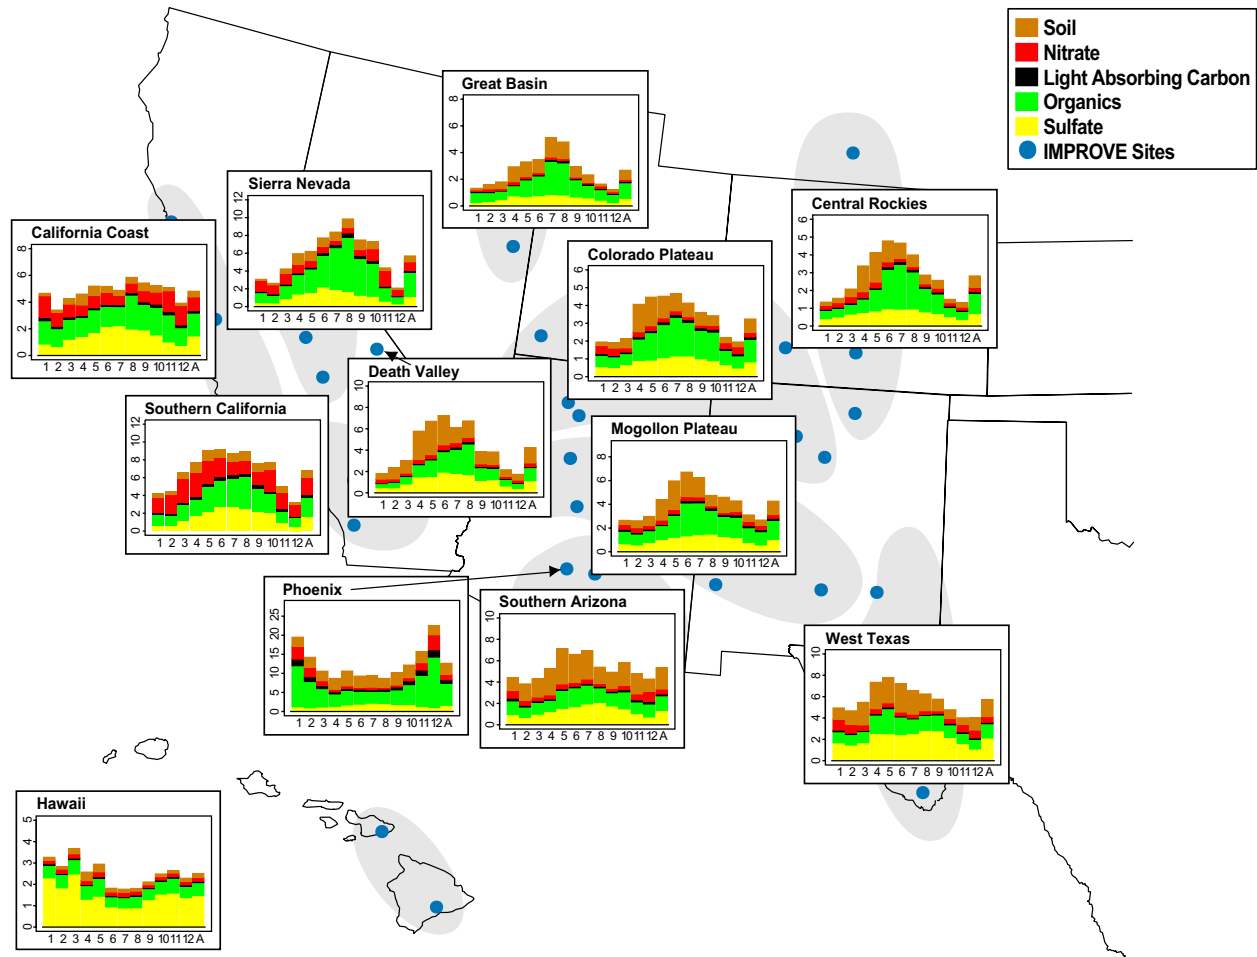 Soil
Nitrate
Light Absorbing Carbon
Organics
Sulfate
IMPROVE Sites
Great Basin
8
6
4
2
0
1 2 3 4 5 6 7 8 9 10 11 12 A
Sierra Nevada
12
10
8
6
4
2
0
1 2 3 4 5 6 7 8 9 10 11 12 A
Central Rockies
6
5
4
3
2
1
0
1 2 3 4 5 6 7 8 9 10 11 12 A
California Coast
8
6
4
2
0
1 2 3 4 5 6 7 8 9 10 11 12 A
Colorado Plateau
6
5
4
3
2
1
0
1 2 3 4 5 6 7 8 9 10 11 12 A
Death Valley
10
8
6
4
2
0
1 2 3 4 5 6 7 8 9 10 11 12 A
Southern California
12
10
8
6
4
2
0
1 2 3 4 5 6 7 8 9 10 11 12 A
Mogollon Plateau
8
6
4
2
0
1 2 3 4 5 6 7 8 9 10 11 12 A
Phoenix
25
20
15
10
5
0
1 2 3 4 5 6 7 8 9 10 11 12 A
Southern Arizona
10
8
6
4
2
0
1 2 3 4 5 6 7 8 9 10 11 12 A
West Texas
10
8
6
4
2
0
1 2 3 4 5 6 7 8 9 10 11 12 A
Hawaii
5
4
3
2
1
0
1 2 3 4 5 6 7 8 9 10 11 12 A